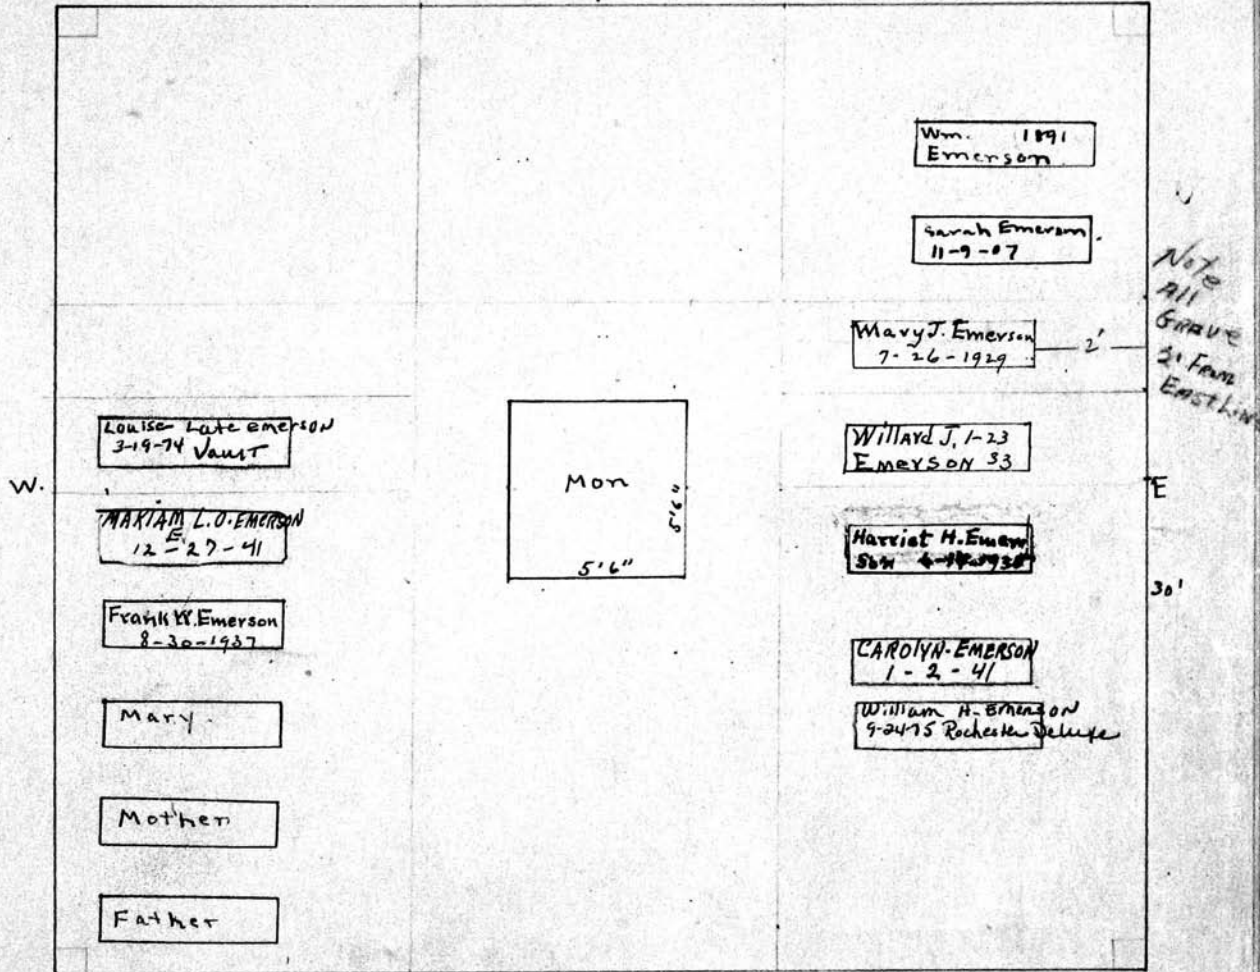 Wm. 1891
Emerson
Sarah Emerson
11-9-07
Mary J. Emerson
7-26-1929
2'
Note
All
Grave
2' From
East Line
Louise Late Emerson
3-19-74 Vault
Willard J. 1-23
Emerson 33
W.
Mon
5'6"
5'6"
E
MARIAM L.O. EMERSON
E.
12-27-41
Harriet H. Emer
son
30'
Frank W. Emerson
8-30-1937
CAROLYN. EMERSON
1-2-41
Mary.
William H. Emerson
9-24-75 Rochester Deluxe
Mother
Father